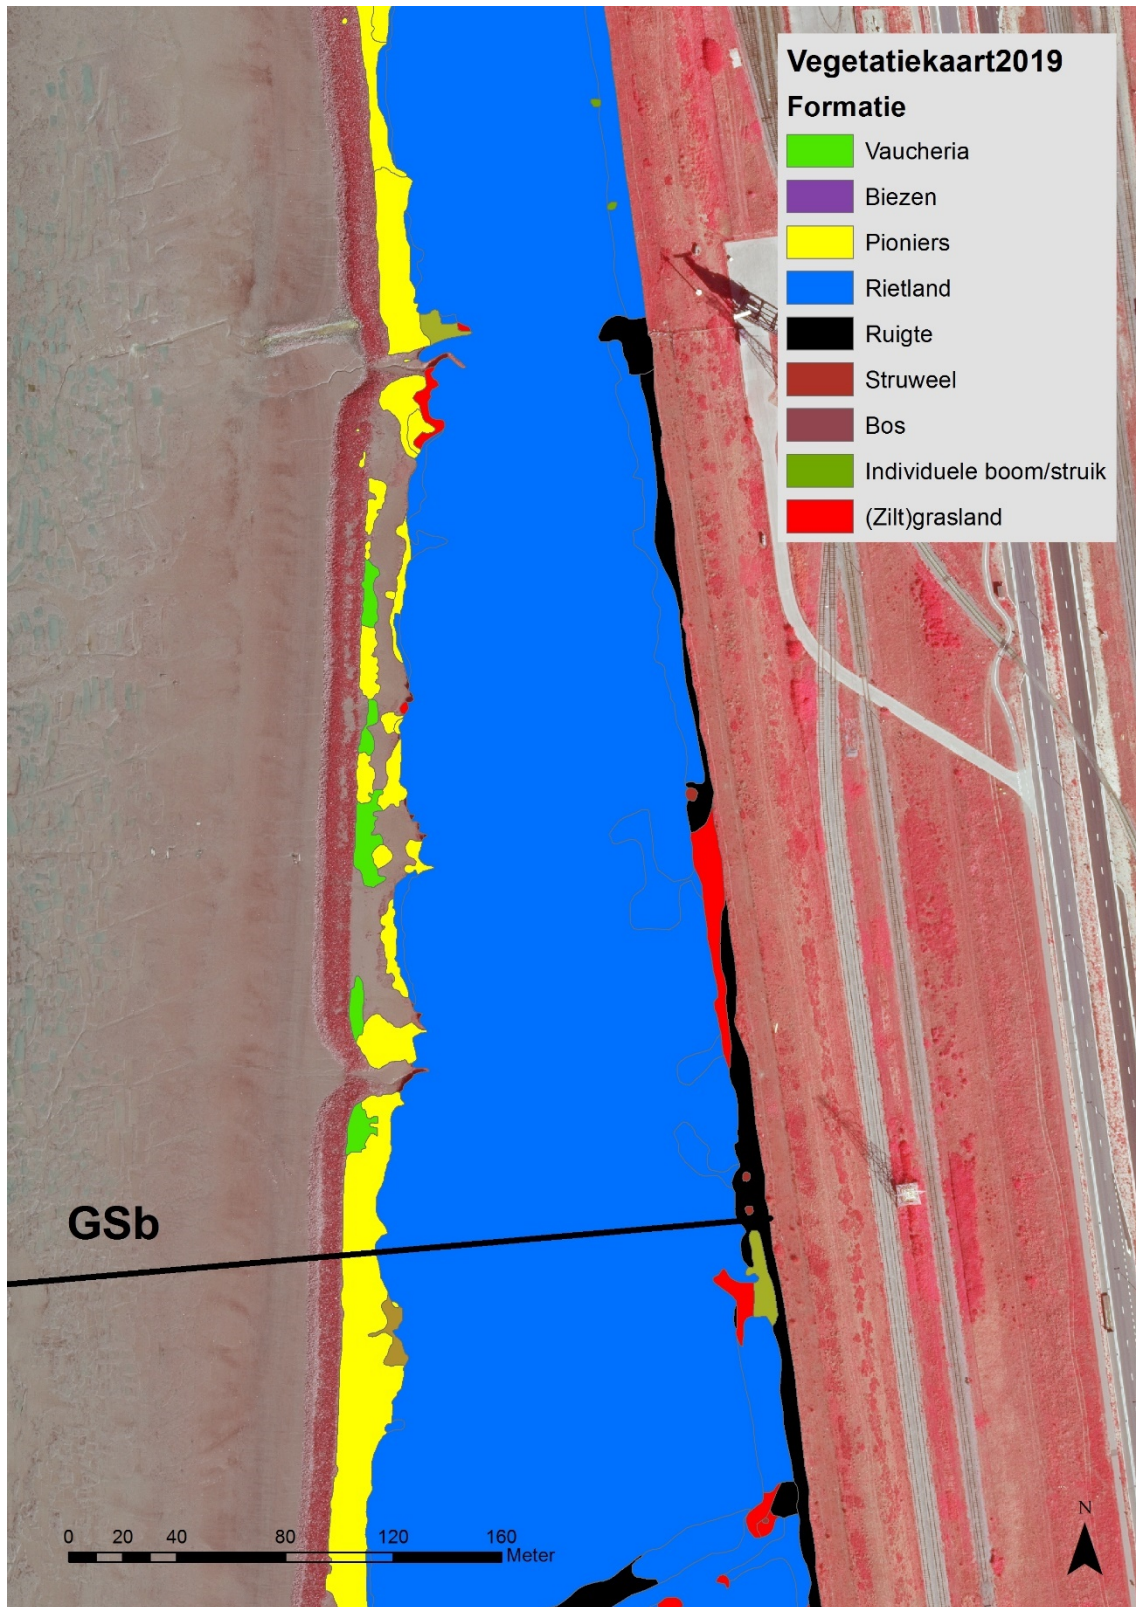 Vegetatiekaart2019
Formatie
Vaucheria
Biezen
Pioniers
Rietland
Ruigte
Struweel
Bos
Individuele boom/struik
(Zilt)grasland
GSb
0 20 40 80 120 160
Meter
N